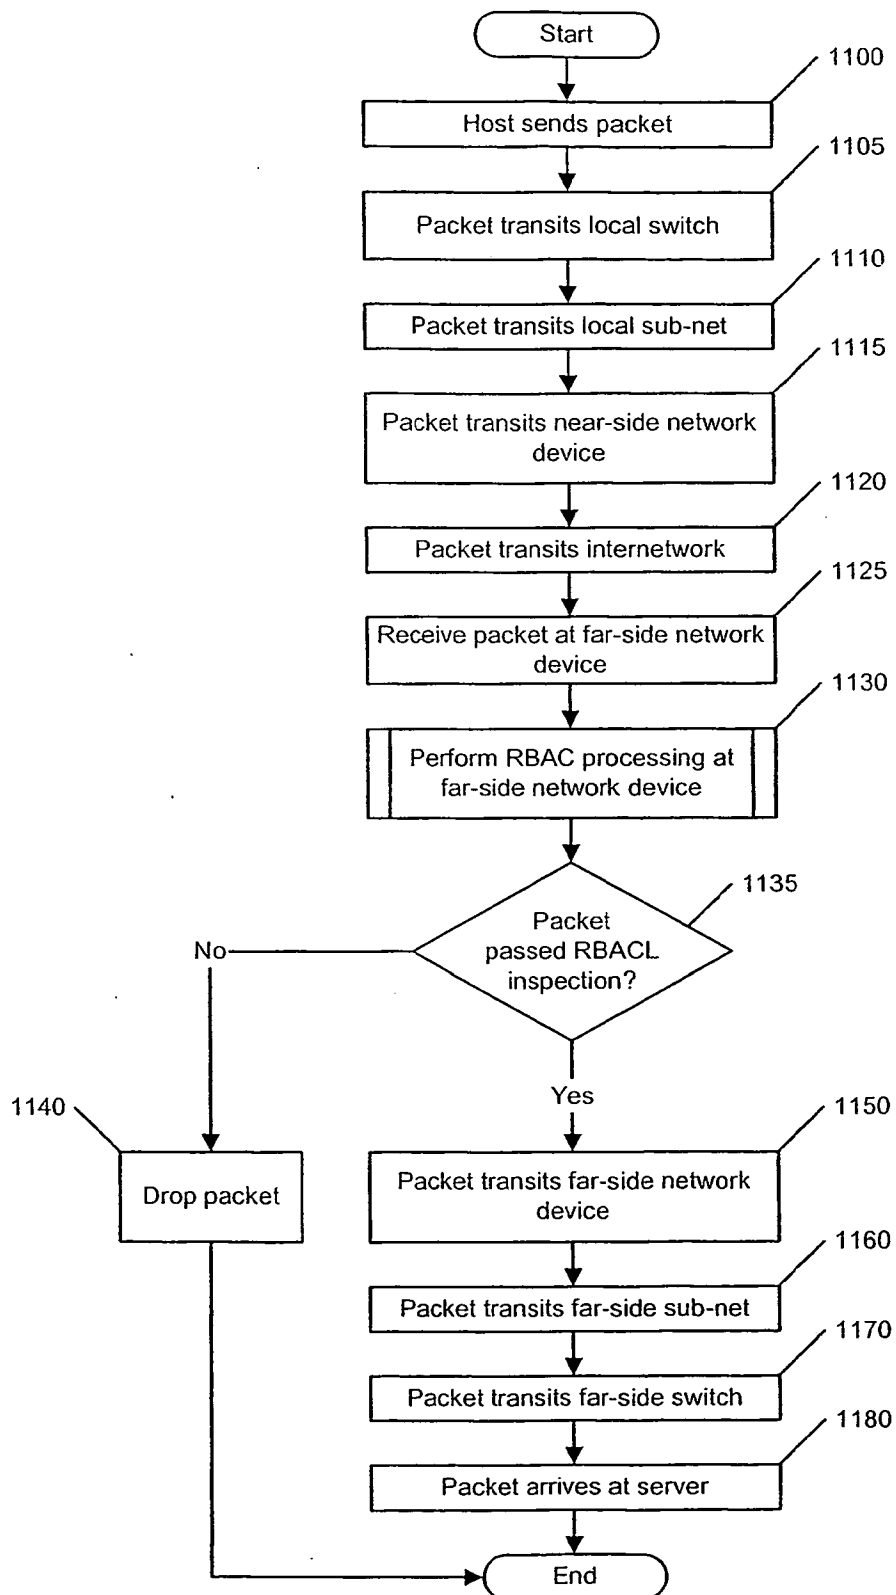 Start
1100
Host sends packet
1105
Packet transits local switch
1110
Packet transits local sub-net
1115
Packet transits near-side network
device
1120
Packet transits internetwork
1125
Receive packet at far-side network
device
1130
Perform RBAC processing at
far-side network device
1135
Packet
passed RBACL
inspection?
No
Yes
1140
Drop packet
1150
Packet transits far-side network
device
1160
Packet transits far-side sub-net
1170
Packet transits far-side switch
1180
Packet arrives at server
End